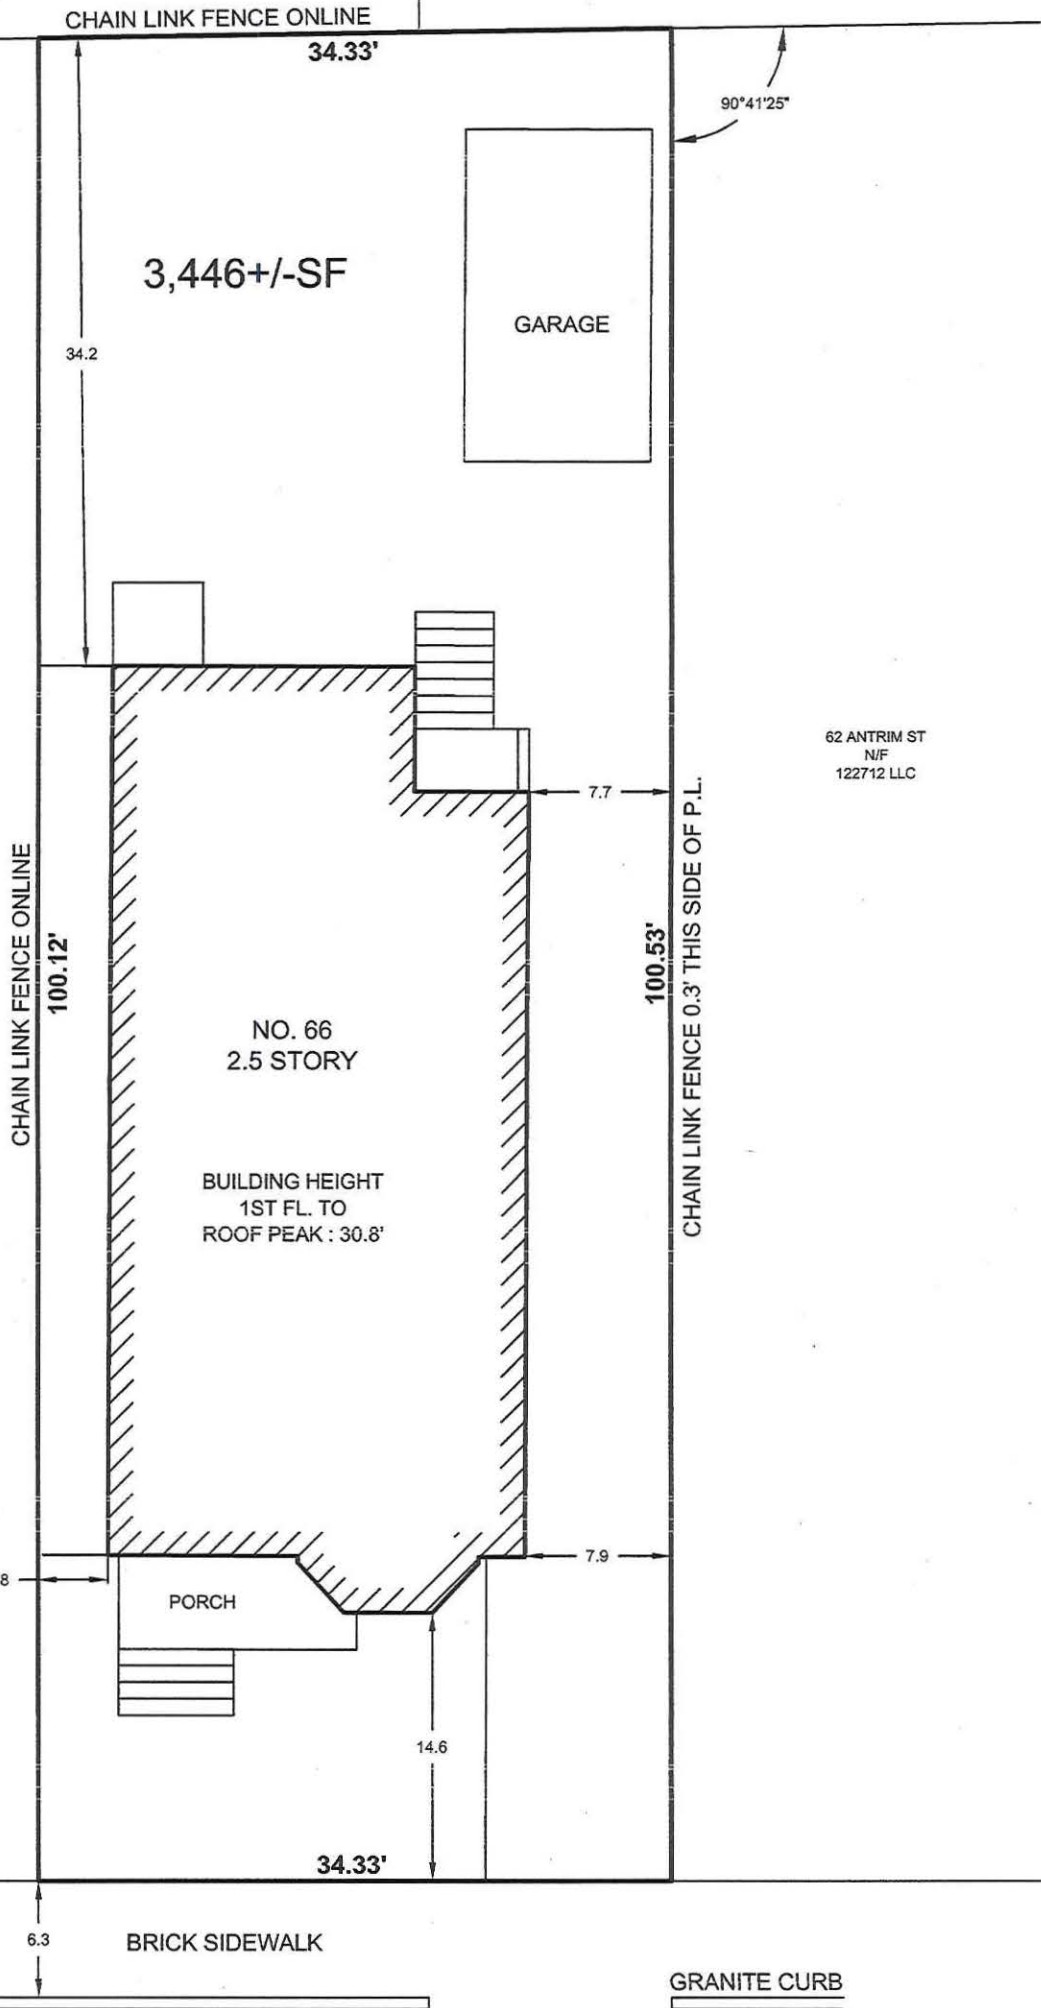 CHAIN LINK FENCE ONLINE
34.33'
90°41'25"
3,446+/-SF
GARAGE
34.2
62 ANTRIM ST
N/F
122712 LLC
7.7
CHAIN LINK FENCE ONLINE
100.12'
100.53'
CHAIN LINK FENCE 0.3' THIS SIDE OF P.L.
NO. 66
2.5 STORY
BUILDING HEIGHT
1ST FL. TO
ROOF PEAK : 30.8'
7.9
8
PORCH
14.6
34.33'
6.3
BRICK SIDEWALK
GRANITE CURB